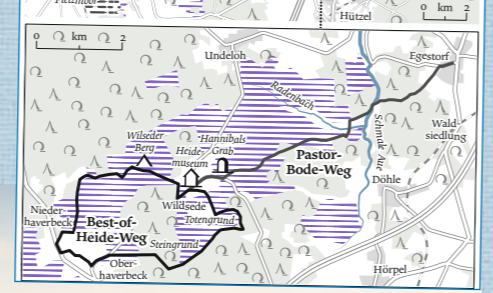 Hützel
0 km 2
0 km 2
Undeloh
Egestorf
Radenbach
Schmale Aue
Wald-
siedlung
Wilseder
Berg
Hannibals
Grab
Heide-
museum
Pastor-
Bode-Weg
Döhle
Wildsede
Nieder-
haverbeck
Best-of-
Heide-Weg
Totengrund
Steingrund
Ober-
haverbeck
Hörpel